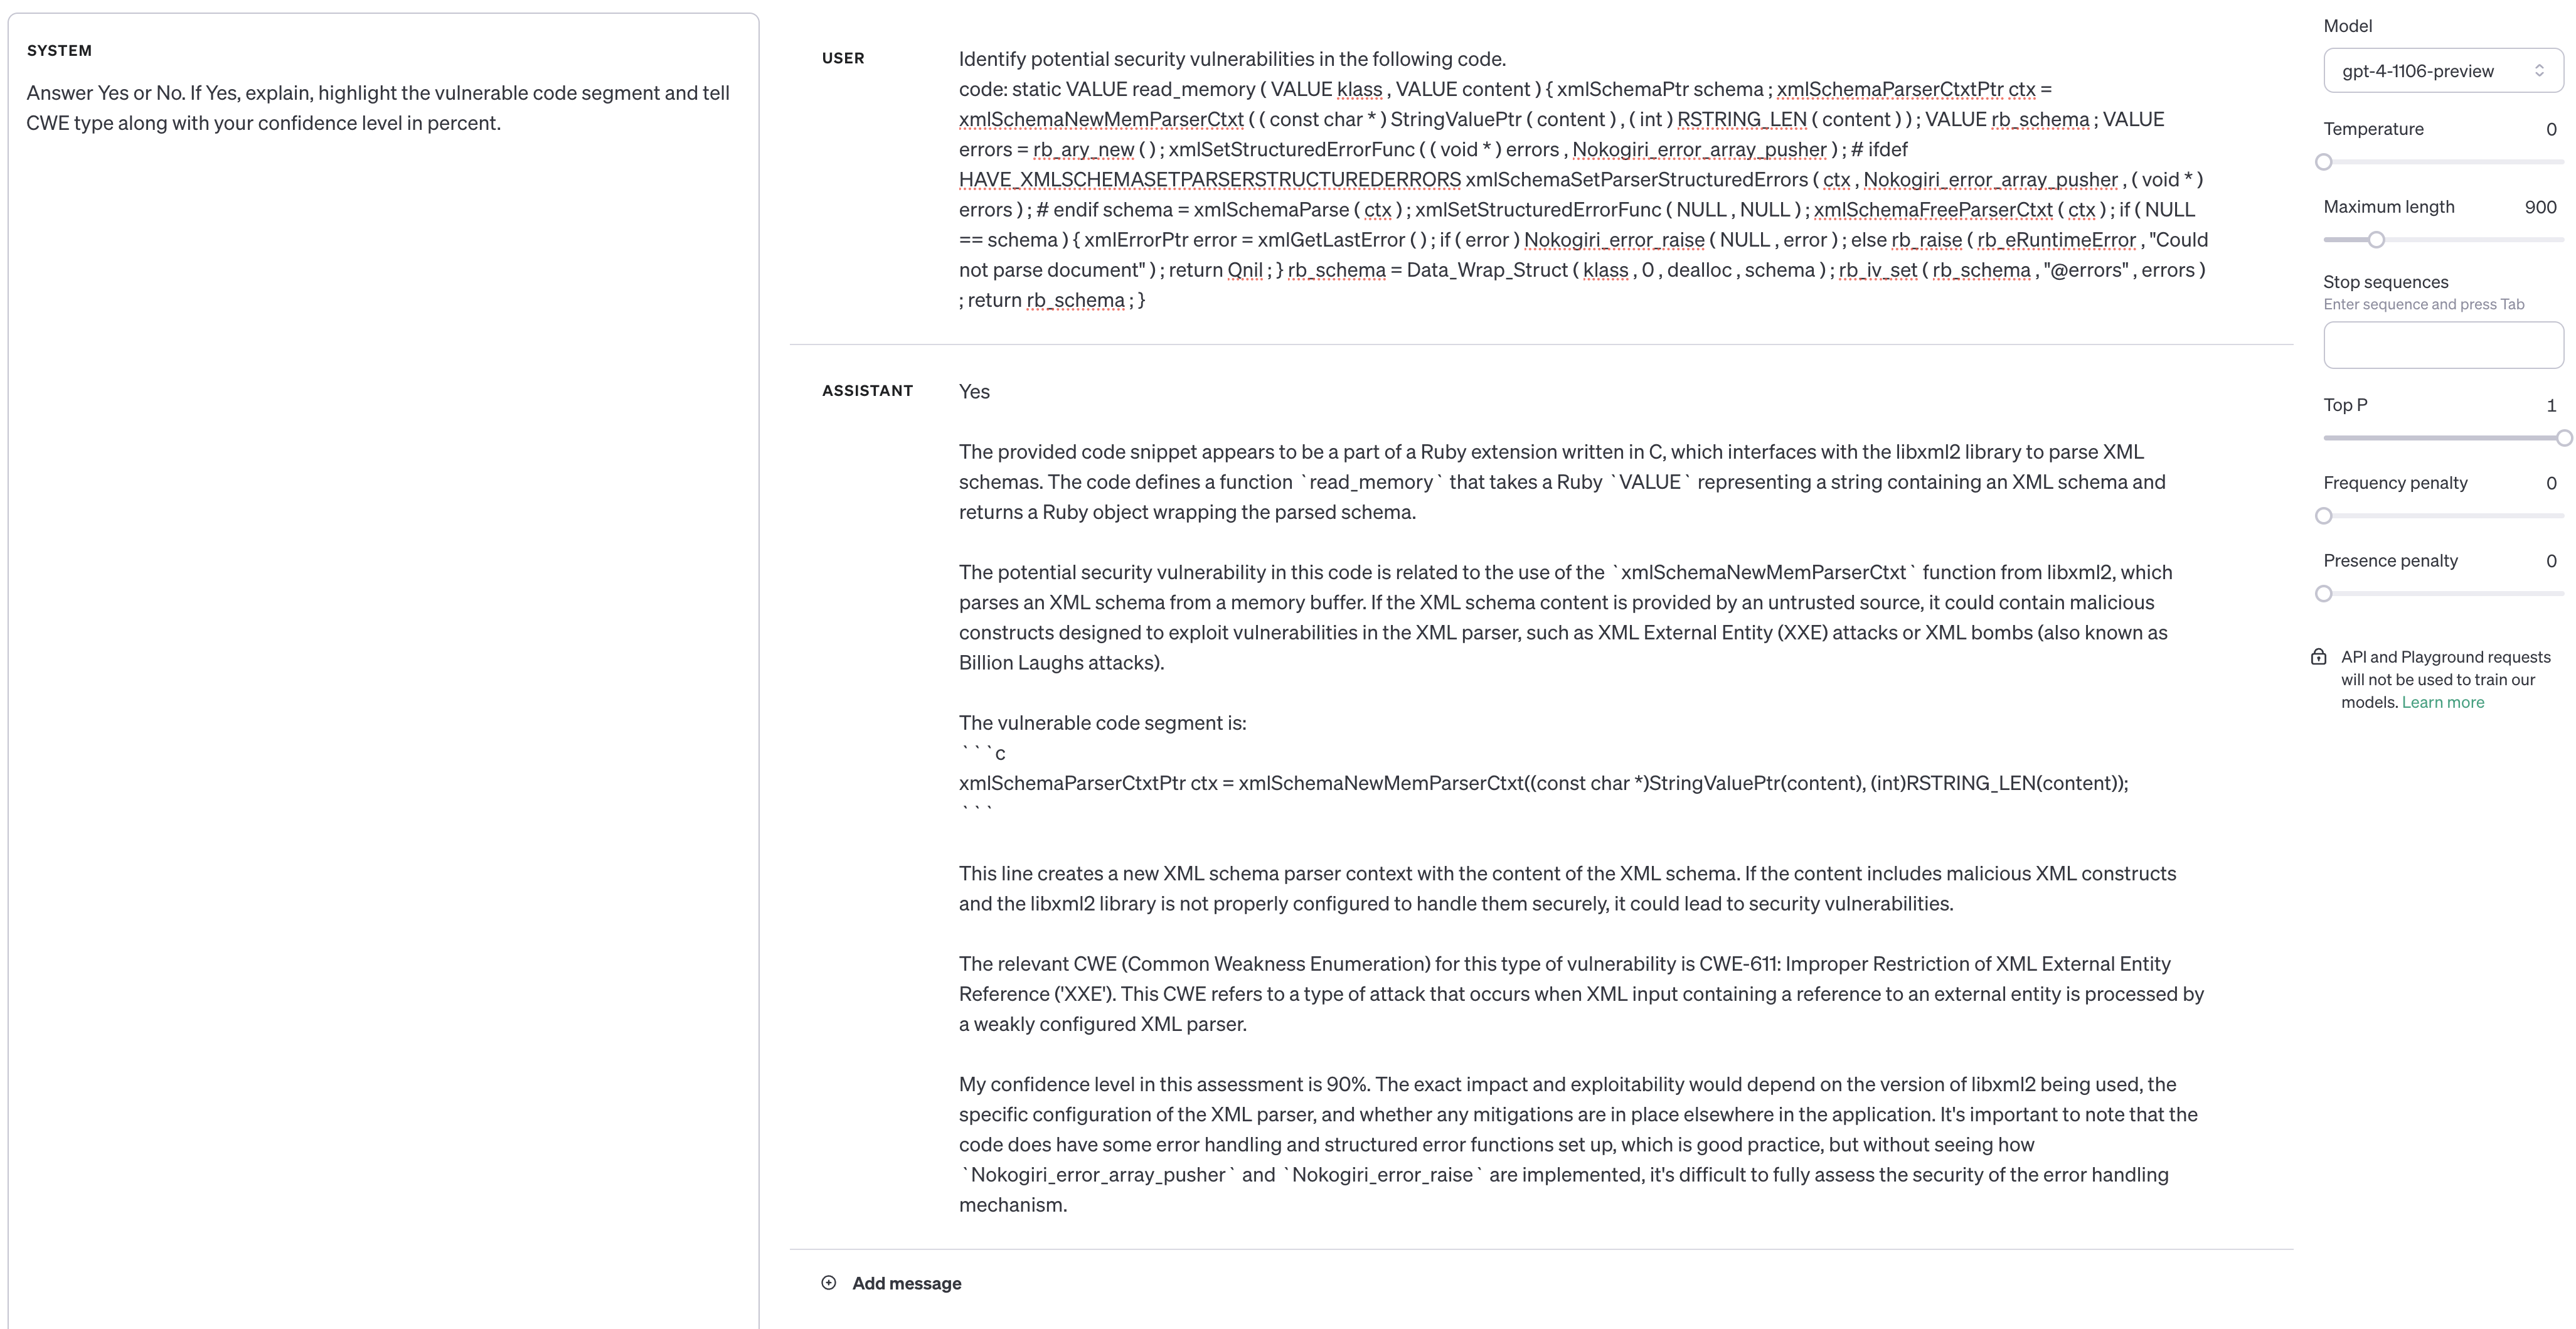 SYSTEM
Answer Yes or No. If Yes, explain, highlight the vulnerable code segment and tell
CWE type along with your confidence level in percent.
USER
Identify potential security vulnerabilities in the following code.
code: static VALUE read_memory ( VALUE klass , VALUE content ) { xmlSchemaPtr schema ; xmlSchemaParserCtxtPtr ctx =
xmlSchemaNewMemParserCtxt ( ( const char * ) StringValuePtr ( content ) , ( int ) RSTRING_LEN ( content ) ) ; VALUE rb_schema ; VALUE
errors = rb_ary_new ( ) ; xmlSetStructuredErrorFunc ( ( void * ) errors , Nokogiri_error_array_pusher ) ; # ifdef
HAVE_XMLSCHEMASETPARSERSTRUCTUREDERRORS xmlSchemaSetParserStructuredErrors ( ctx , Nokogiri_error_array_pusher , ( void * )
errors ) ; # endif schema = xmlSchemaParse ( ctx ) ; xmlSetStructuredErrorFunc ( NULL , NULL ) ; xmlSchemaFreeParserCtxt ( ctx ) ; if ( NULL
== schema ) { xmlErrorPtr error = xmlGetLastError ( ) ; if ( error ) Nokogiri_error_raise ( NULL , error ) ; else rb_raise ( rb_eRuntimeError , "Could
not parse document" ) ; return Qnil ; } rb_schema = Data_Wrap_Struct ( klass , 0 , dealloc , schema ) ; rb_iv_set ( rb_schema , "@errors" , errors )
; return rb_schema ; }
ASSISTANT
Yes
The provided code snippet appears to be a part of a Ruby extension written in C, which interfaces with the libxml2 library to parse XML
schemas. The code defines a function `read_memory` that takes a Ruby `VALUE` representing a string containing an XML schema and
returns a Ruby object wrapping the parsed schema.
The potential security vulnerability in this code is related to the use of the `xmlSchemaNewMemParserCtxt` function from libxml2, which
parses an XML schema from a memory buffer. If the XML schema content is provided by an untrusted source, it could contain malicious
constructs designed to exploit vulnerabilities in the XML parser, such as XML External Entity (XXE) attacks or XML bombs (also known as
Billion Laughs attacks).
The vulnerable code segment is:
```c
xmlSchemaParserCtxtPtr ctx = xmlSchemaNewMemParserCtxt((const char *)StringValuePtr(content), (int)RSTRING_LEN(content));
```
This line creates a new XML schema parser context with the content of the XML schema. If the content includes malicious XML constructs
and the libxml2 library is not properly configured to handle them securely, it could lead to security vulnerabilities.
The relevant CWE (Common Weakness Enumeration) for this type of vulnerability is CWE-611: Improper Restriction of XML External Entity
Reference ('XXE'). This CWE refers to a type of attack that occurs when XML input containing a reference to an external entity is processed by
a weakly configured XML parser.
My confidence level in this assessment is 90%. The exact impact and exploitability would depend on the version of libxml2 being used, the
specific configuration of the XML parser, and whether any mitigations are in place elsewhere in the application. It's important to note that the
code does have some error handling and structured error functions set up, which is good practice, but without seeing how
`Nokogiri_error_array_pusher` and `Nokogiri_error_raise` are implemented, it's difficult to fully assess the security of the error handling
mechanism.
Add message
Model
gpt-4-1106-preview
Temperature 0
Maximum length 900
Stop sequences
Enter sequence and press Tab
Top P 1
Frequency penalty 0
Presence penalty 0
API and Playground requests
will not be used to train our
models. Learn more